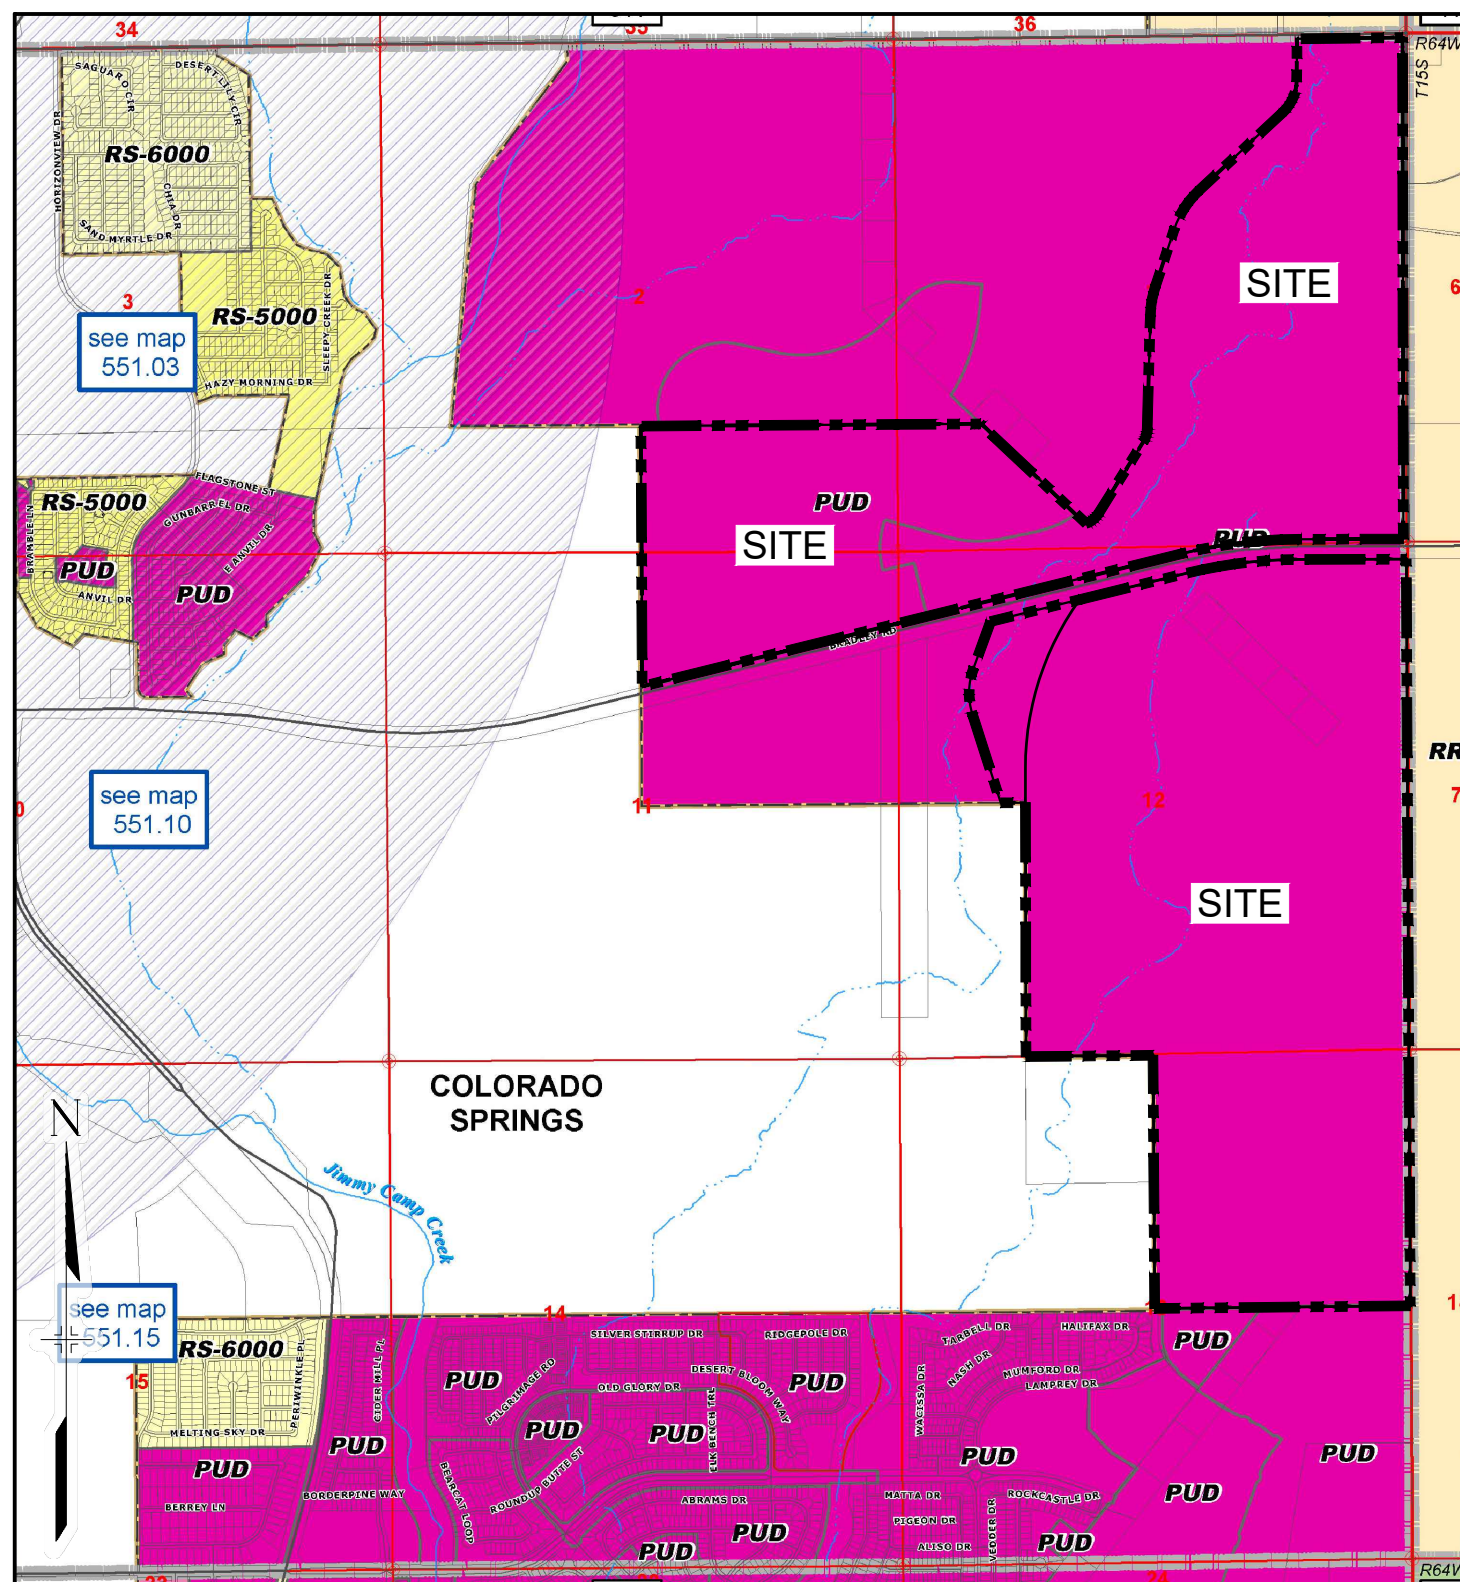 34
35
36
R64W
T15S
SAGUARO CIR
DESERT LILY CIR
HORIZONVIEW DR
RS-6000
CHIA DR
SAND MYRTLE DR
3
2
SITE
6
RS-5000
SLEEPY CREEK DR
see map
551.03
HAZY MORNING DR
FLAGSTONE ST
RS-5000
GUNBARREL DR
BRAMBLE LN
E ANVIL DR
PUD
PUD
ANVIL DR
PUD
SITE
PUD
BRADLEY RD
RR
see map
551.10
11
12
7
SITE
COLORADO
SPRINGS
N
Jimmy Camp Creek
see map
551.15
14
15
RS-6000
PERIWINKLE PL
MELTING SKY DR
CIDER MILL PL
SILVER STIRRUP DR
RIDGEPOLE DR
TARBELL DR
HALIFAX DR
PUD
PUD
PILGRIMAGE RD
OLD GLORY DR
DESERT BLOOM WAY
PUD
WACISSA DR
NASH DR
MUMFORD DR
LAMPREY DR
PUD
PUD
PUD
ELK BENCH TRL
PUD
PUD
PUD
BERREY LN
BORDERPINE WAY
BEARCAT LOOP
ROUNDUP BUTTE ST
ABRAMS DR
MATTA DR
ROCKCASTLE DR
PUD
PIGEON DR
VEDDER DR
PUD
ALISO DR
PUD
PUD
24
R64W